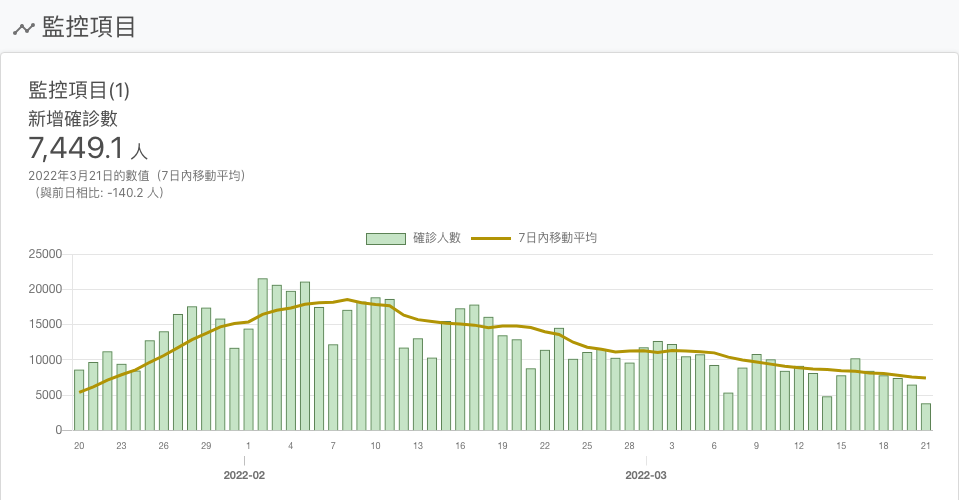 監控項目
監控項目(1)
新增確診數
7,449.1 人
2022年3月21日的數值（7日內移動平均）
（與前日相比: -140.2 人）
確診人數 7日內移動平均
25000
20000
15000
10000
5000
0
20 23 26 29 1 4 7 10 13 16 19 22 25 28 3 6 9 12 15 18 21
2022-02 2022-03